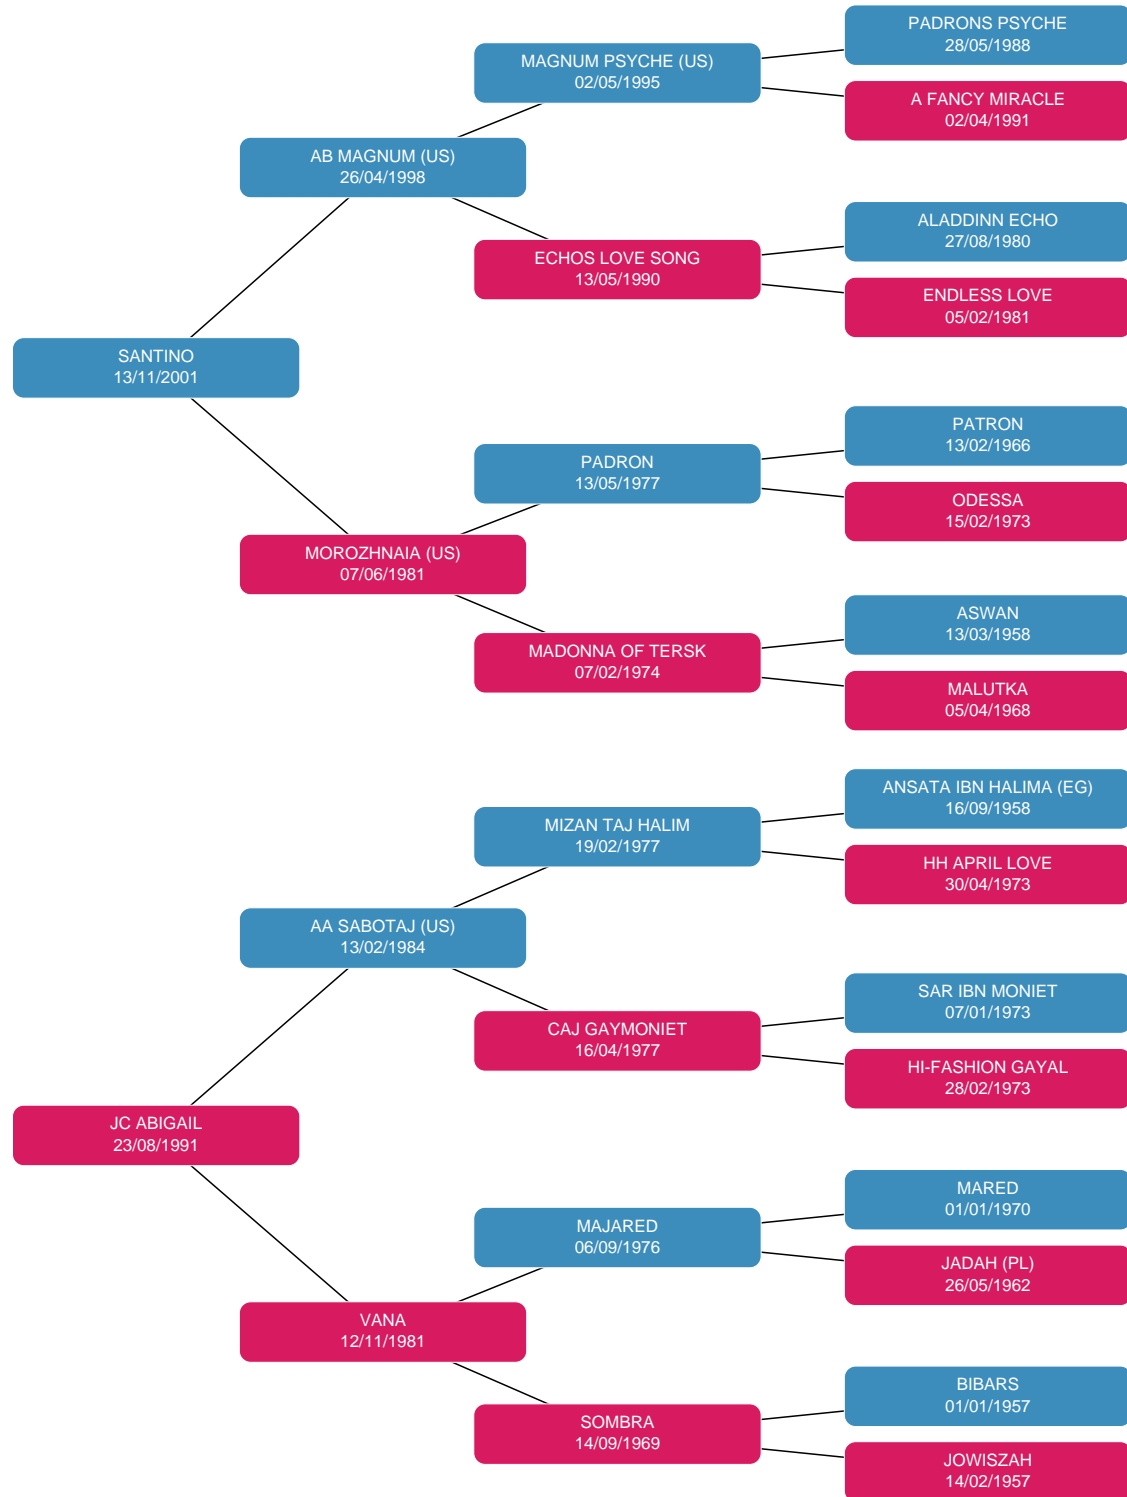 PADRONS PSYCHE
28/05/1988
MAGNUM PSYCHE (US)
02/05/1995
A FANCY MIRACLE
02/04/1991
AB MAGNUM (US)
26/04/1998
ALADDINN ECHO
27/08/1980
ECHOS LOVE SONG
13/05/1990
ENDLESS LOVE
05/02/1981
SANTINO
13/11/2001
PATRON
13/02/1966
PADRON
13/05/1977
ODESSA
15/02/1973
MOROZHNAIA (US)
07/06/1981
ASWAN
13/03/1958
MADONNA OF TERSK
07/02/1974
MALUTKA
05/04/1968
ANSATA IBN HALIMA (EG)
16/09/1958
MIZAN TAJ HALIM
19/02/1977
HH APRIL LOVE
30/04/1973
AA SABOTAJ (US)
13/02/1984
SAR IBN MONIET
07/01/1973
CAJ GAYMONIET
16/04/1977
HI-FASHION GAYAL
28/02/1973
JC ABIGAIL
23/08/1991
MARED
01/01/1970
MAJARED
06/09/1976
JADAH (PL)
26/05/1962
VANA
12/11/1981
BIBARS
01/01/1957
SOMBRA
14/09/1969
JOWISZAH
14/02/1957